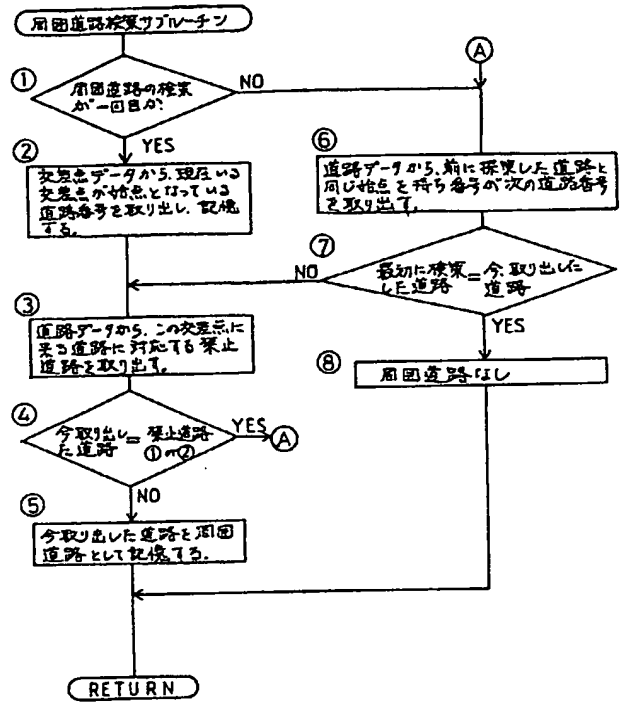 周囲道路検索サブルーチン
①
周囲道路の検索
が一回目か?
NO
YES
②
交差点データから、現在いる
交差点が始点となっている
道路番号を取り出し、記憶
する。
③
道路データから、この交差点に
来る道路に対応する禁止
道路を取り出す。
④
今取り出し
た道路
=
禁止道路
①or②
YES
Ⓐ
NO
⑤
今取り出した道路を周囲
道路として記憶する.
Ⓐ
⑥
道路データから、前に探索した道路と
同じ始点を持ち番号が次の道路番号
を取り出す。
⑦
NO
最初に検索
した道路
=
今、取り出した
道路
YES
⑧
周囲道路なし
RETURN